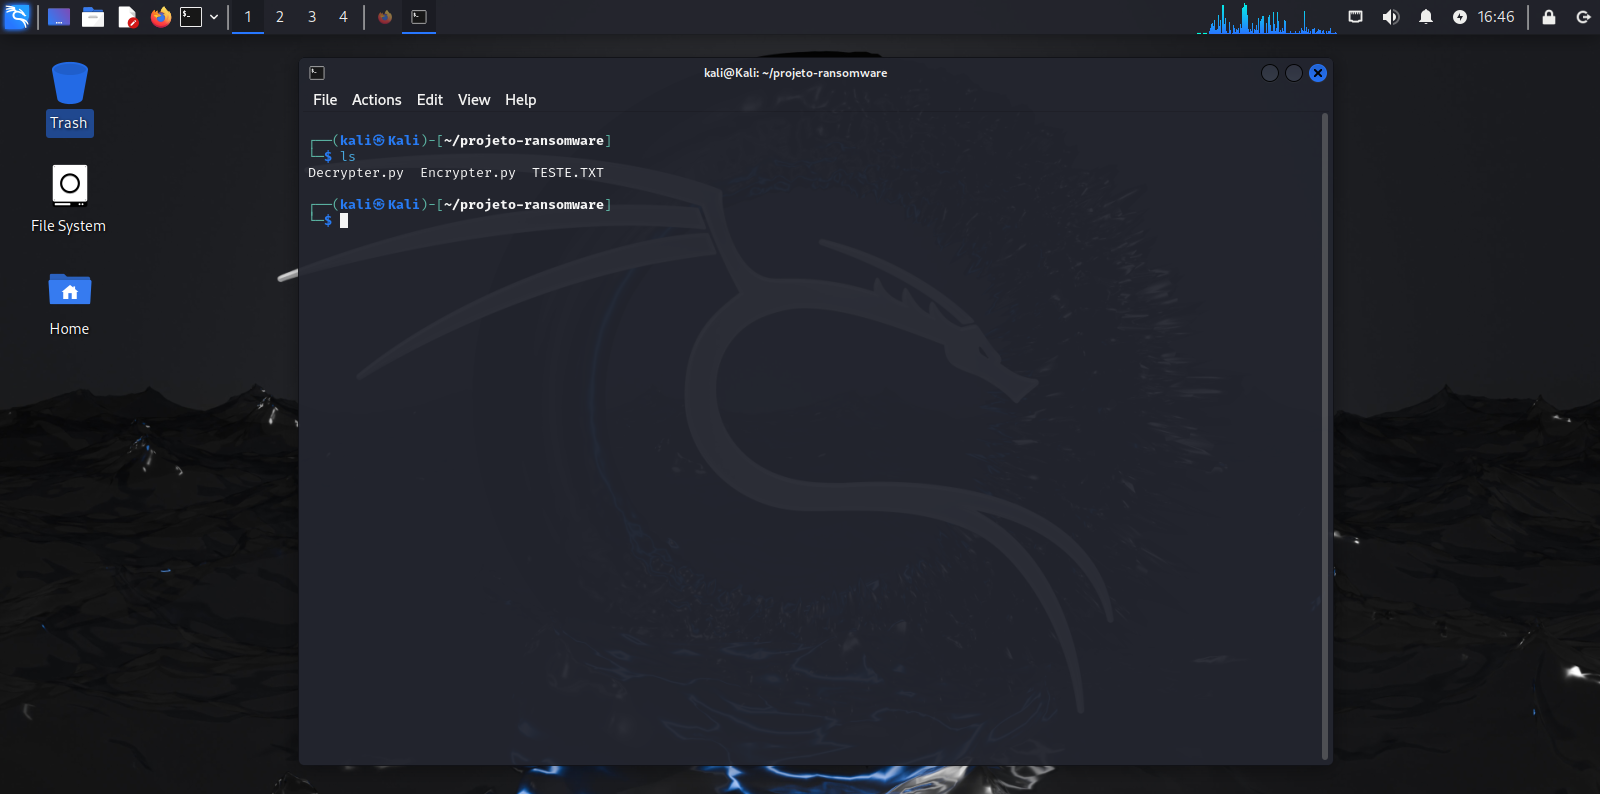 1 2 3 4 16:46
Trash
File System
Home
kali@Kali: ~/projeto-ransomware
File Actions Edit View Help
┌──(kali㉿Kali)-[~/projeto-ransomware]
└─$ ls
Decrypter.py  Encrypter.py  TESTE.TXT
┌──(kali㉿Kali)-[~/projeto-ransomware]
└─$